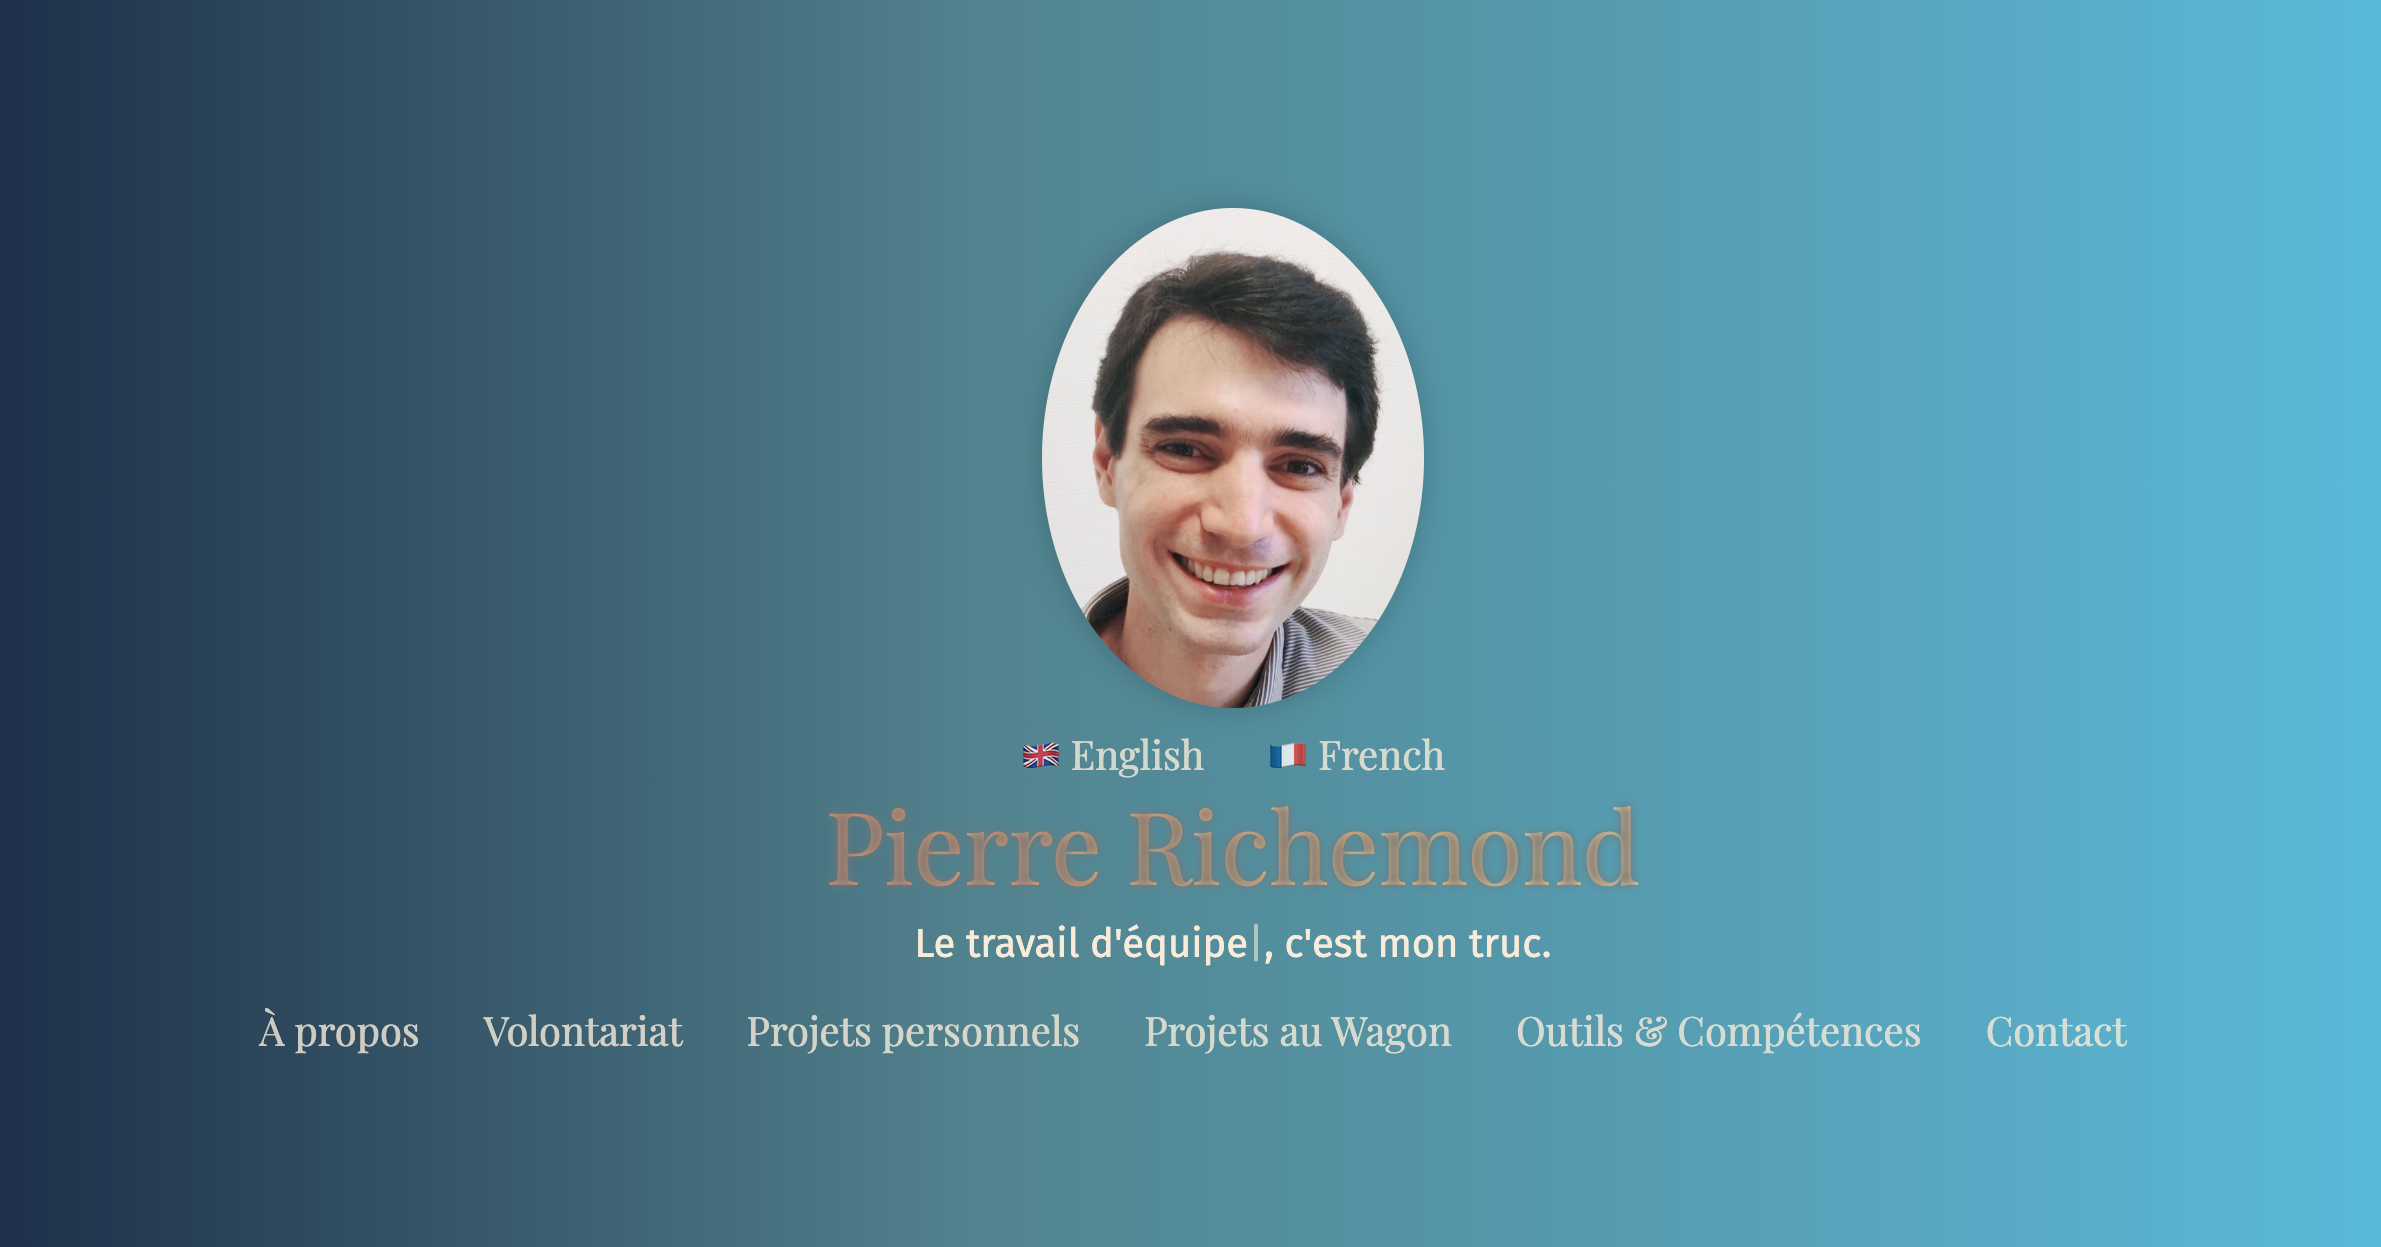 English French
Pierre Richemond
Le travail d'équipe|, c'est mon truc.
À propos Volontariat Projets personnels Projets au Wagon Outils & Compétences Contact